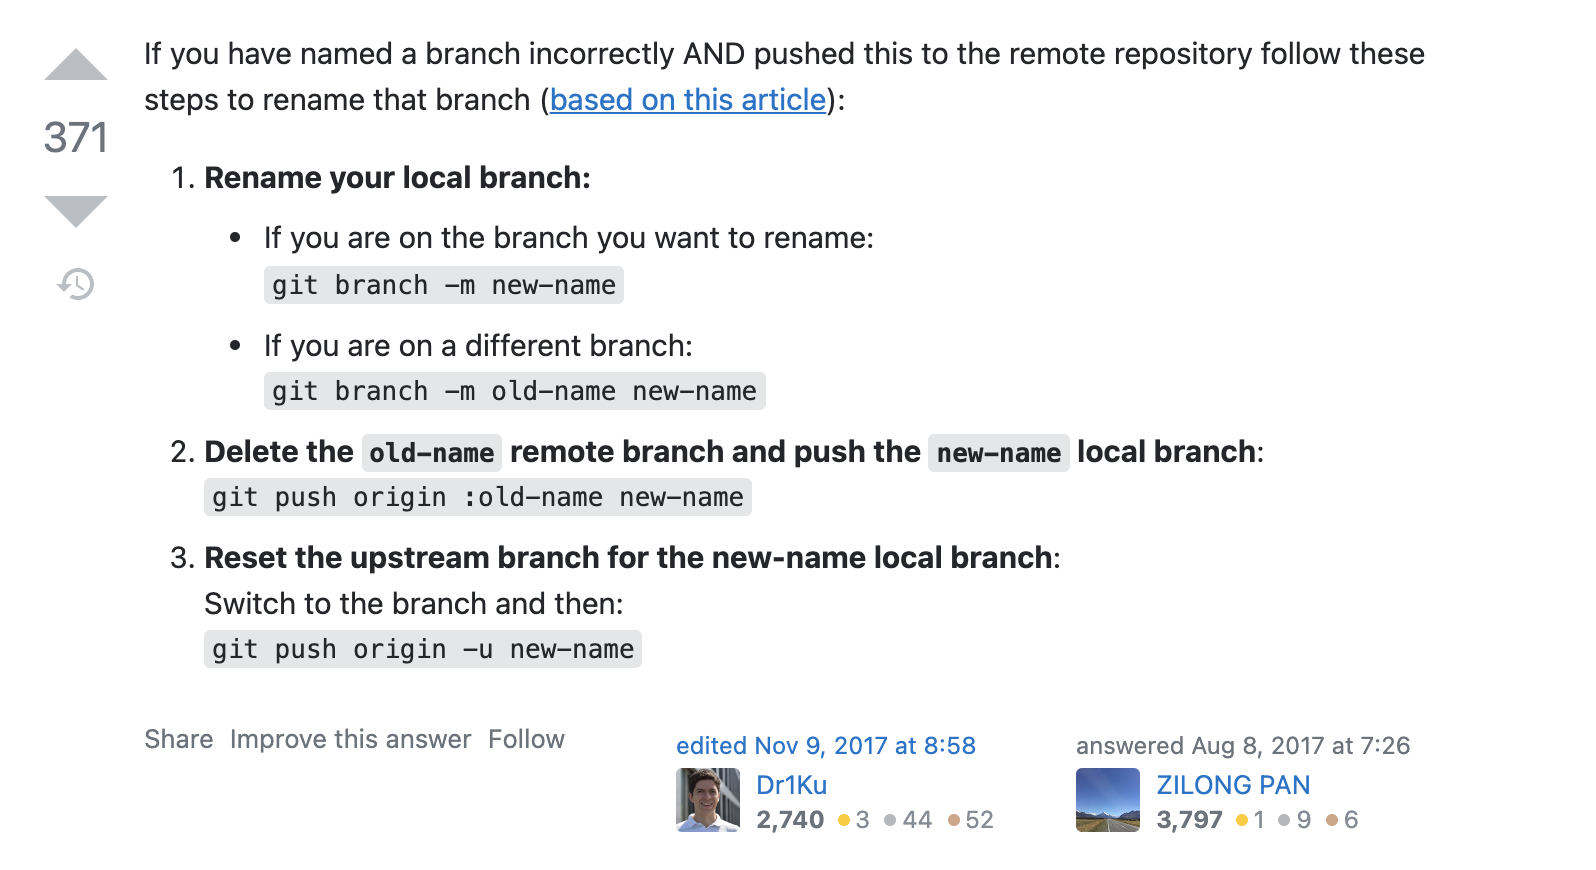 If you have named a branch incorrectly AND pushed this to the remote repository follow these
steps to rename that branch (based on this article):
371
1. Rename your local branch:
• If you are on the branch you want to rename:
git branch -m new-name
• If you are on a different branch:
git branch -m old-name new-name
2. Delete the old-name remote branch and push the new-name local branch:
git push origin :old-name new-name
3. Reset the upstream branch for the new-name local branch:
Switch to the branch and then:
git push origin -u new-name
Share Improve this answer Follow
edited Nov 9, 2017 at 8:58
Dr1Ku
2,740 ●3 ●44 ●52
answered Aug 8, 2017 at 7:26
ZILONG PAN
3,797 ●1 ●9 ●6